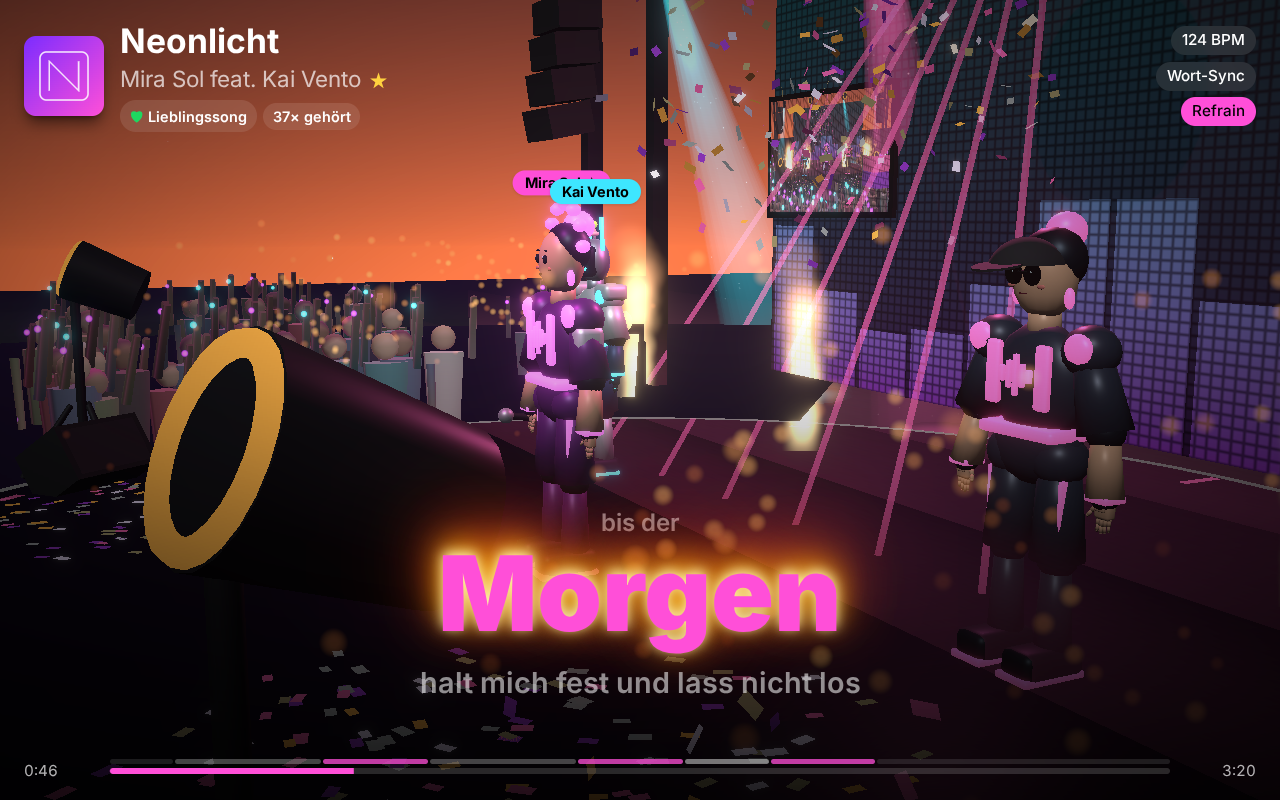 N
Neonlicht
Mira Sol feat. Kai Vento ⭐
Lieblingssong
37× gehört
124 BPM
Wort-Sync
Refrain
Kai Vento
bis der
Morgen
halt mich fest und lass nicht los
0:46
3:20